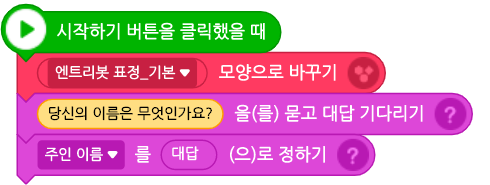 시작하기 버튼을 클릭했을 때
엔트리봇 표정_기본 ▼ 모양으로 바꾸기
당신의 이름은 무엇인가요? 을(를) 묻고 대답 기다리기 ?
주인 이름 ▼ 를 대답 (으)로 정하기 ?